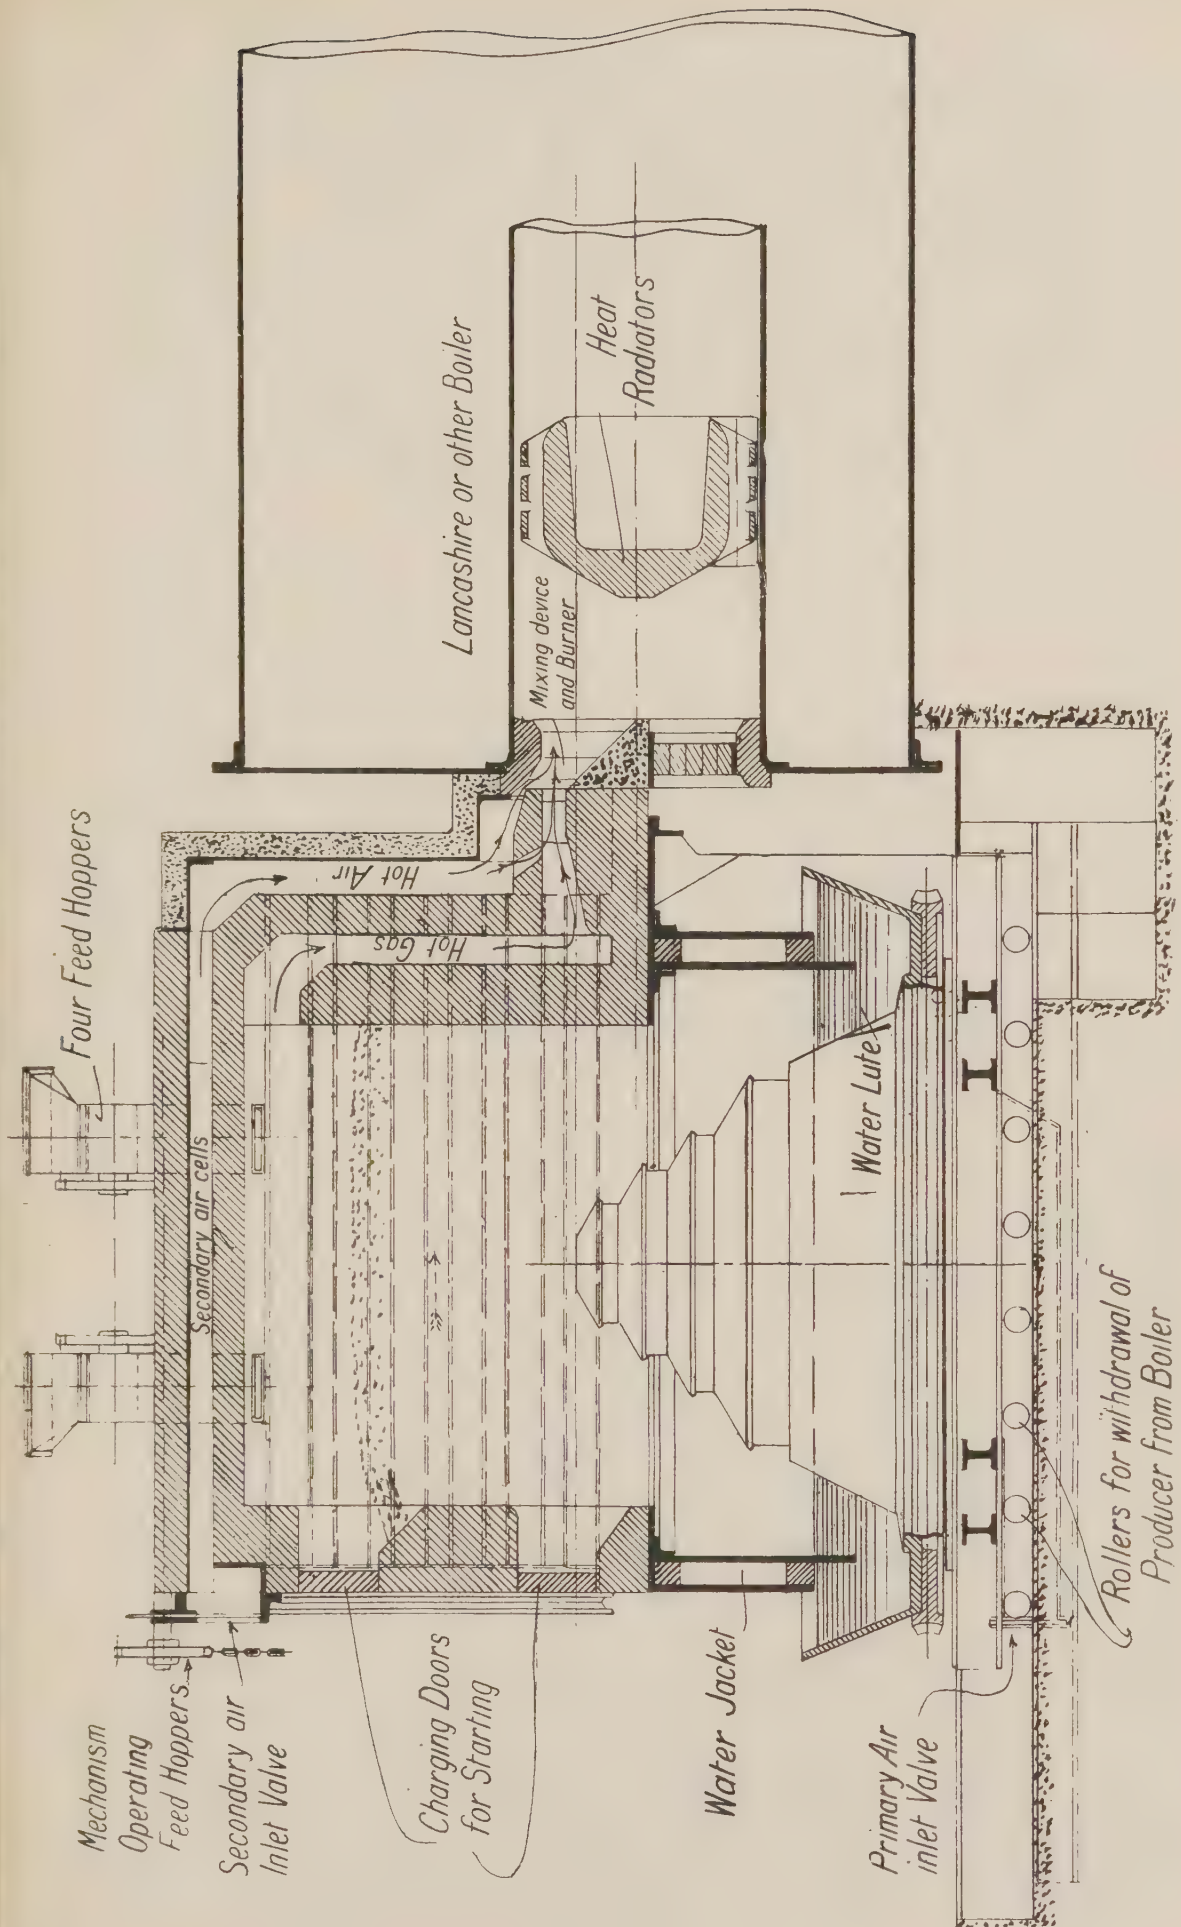 Mechanism
Operating
Feed Hoppers
Secondary air
Inlet Valve
Charging Doors
for Starting
Water Jacket
Primary Air
inlet Valve
Four Feed Hoppers
Secondary air cells
Hot Air
Hot Gas
Water Lute
Rollers for withdrawal of
Producer from Boiler
Lancashire or other Boiler
Mixing device
and Burner
Heat
Radiators